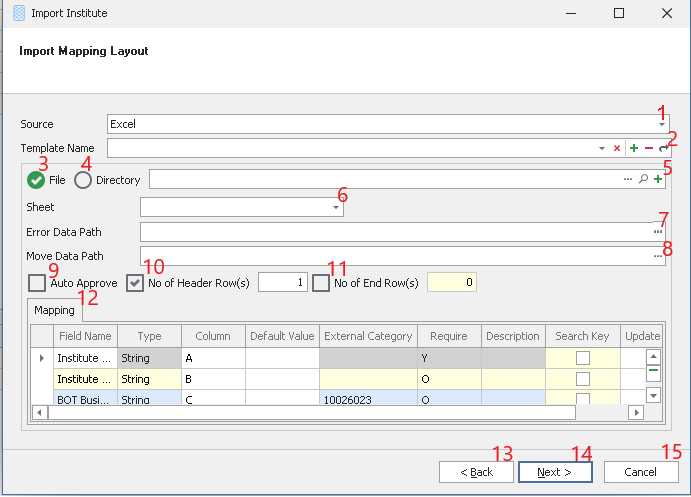 Import Institute
Import Mapping Layout
Source Excel 1
Template Name 2
3 4 5
File Directory
Sheet 6
Error Data Path 7
Move Data Path 8
9 10 11
Auto Approve No of Header Row(s) 1 No of End Row(s) 0
12
Mapping
Field Name Type Column Default Value External Category Require Description Search Key Update
Institute ... String A Y
Institute ... String B O
BOT Busi... String C 10026023 O
13 14 15
< Back Next > Cancel